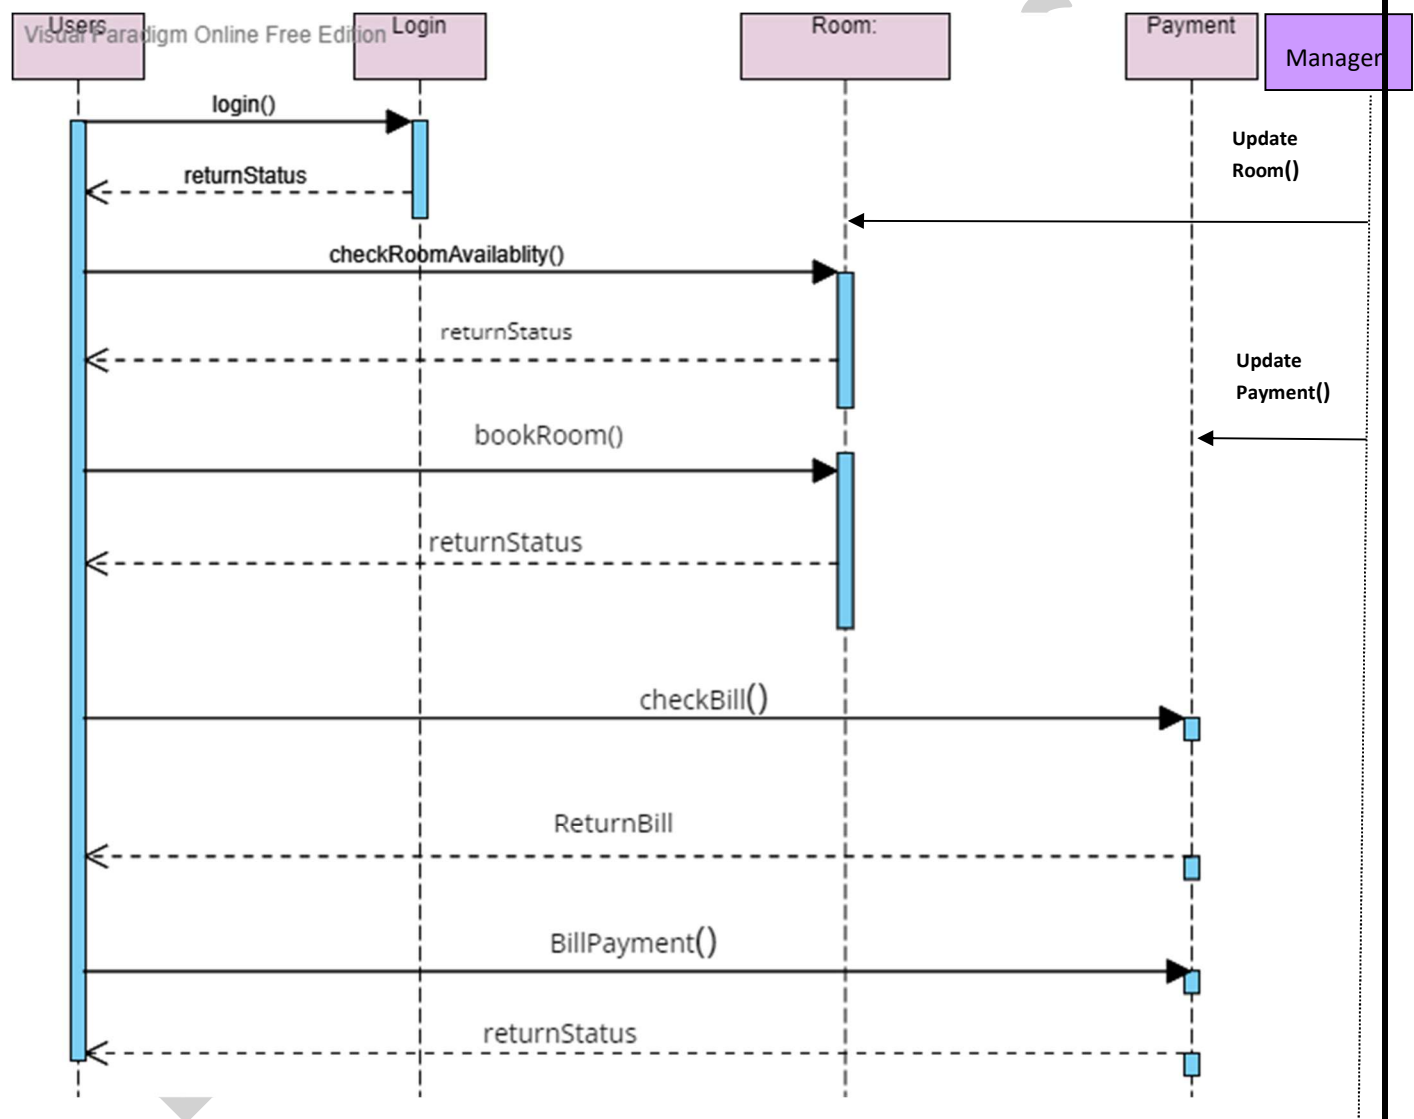 Users
Visual Paradigm Online Free Edition
Login
Room:
Payment
Manager
login()
Update
Room()
returnStatus
checkRoomAvailablity()
returnStatus
Update
Payment()
bookRoom()
returnStatus
checkBill()
ReturnBill
BillPayment()
returnStatus